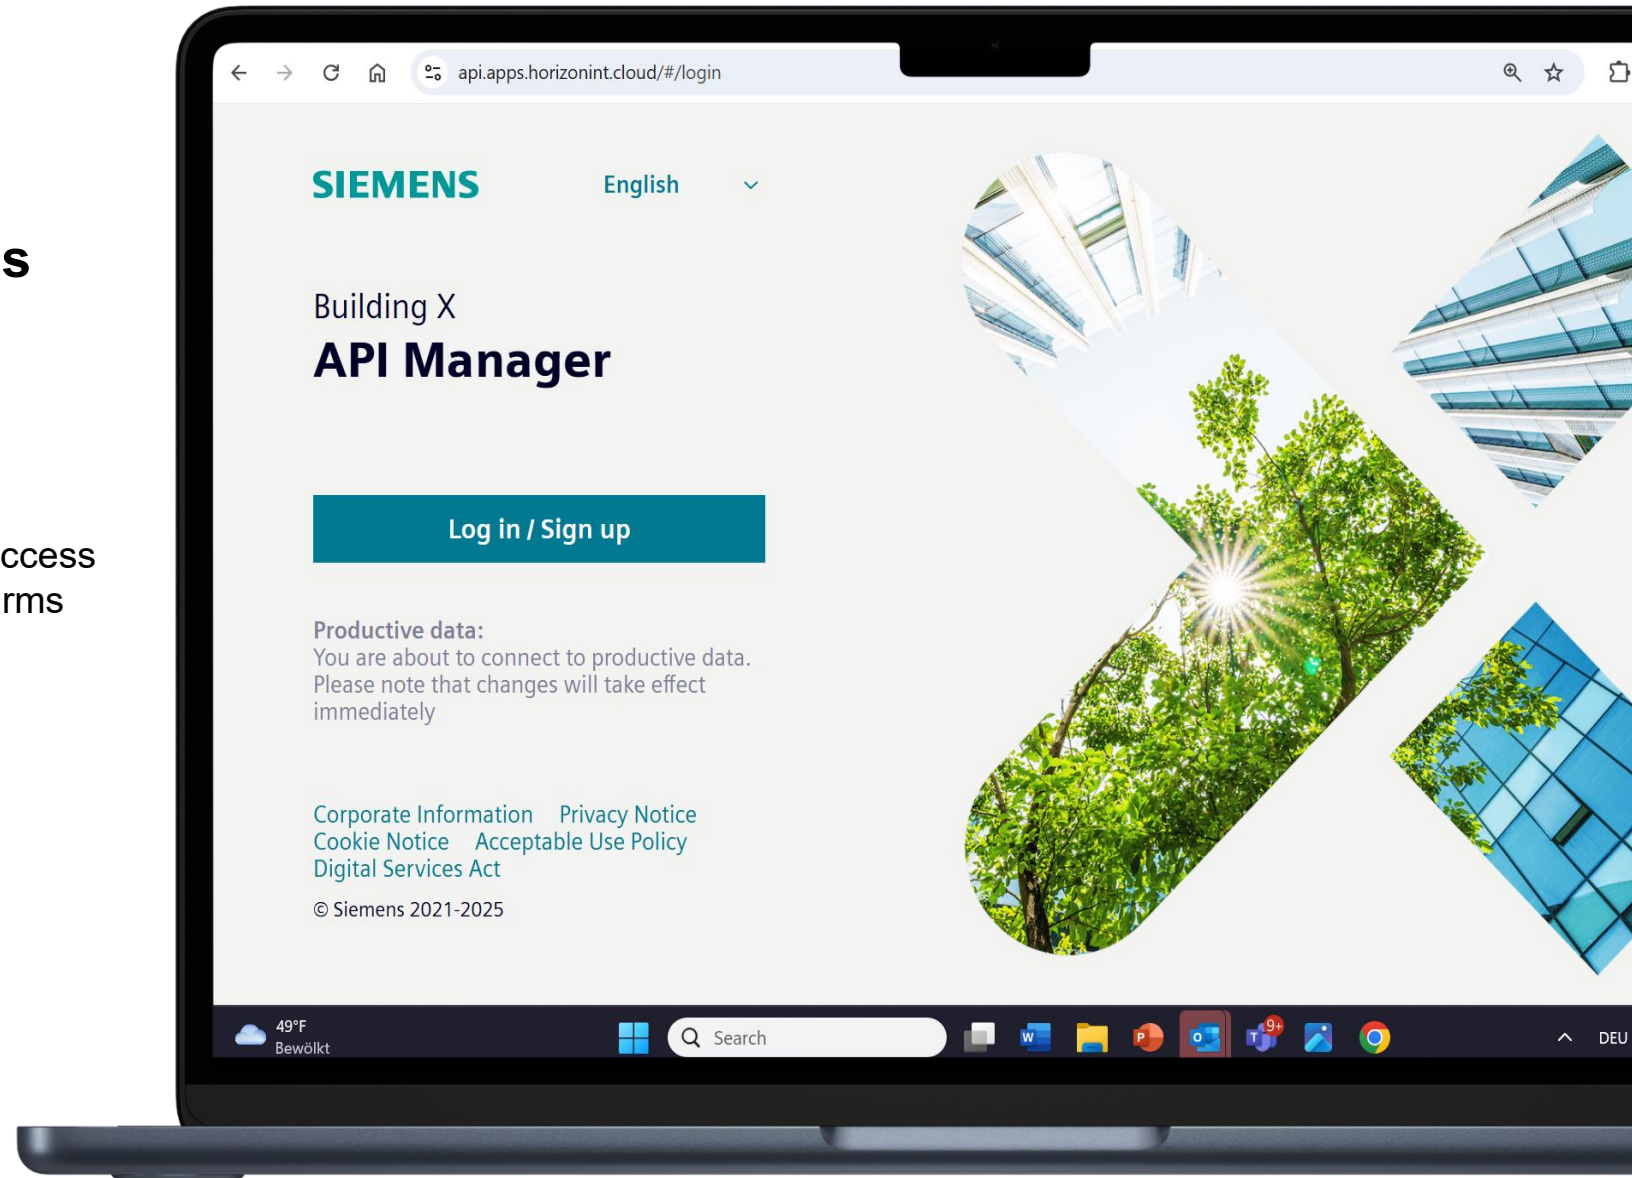 api.apps.horizonint.cloud/#/login
SIEMENS
English
s
Building X
API Manager
Log in / Sign up
ccess
rms
Productive data:
You are about to connect to productive data.
Please note that changes will take effect
immediately
Corporate Information Privacy Notice
Cookie Notice Acceptable Use Policy
Digital Services Act
© Siemens 2021-2025
49°F
Bewölkt
Search
9+
DEU